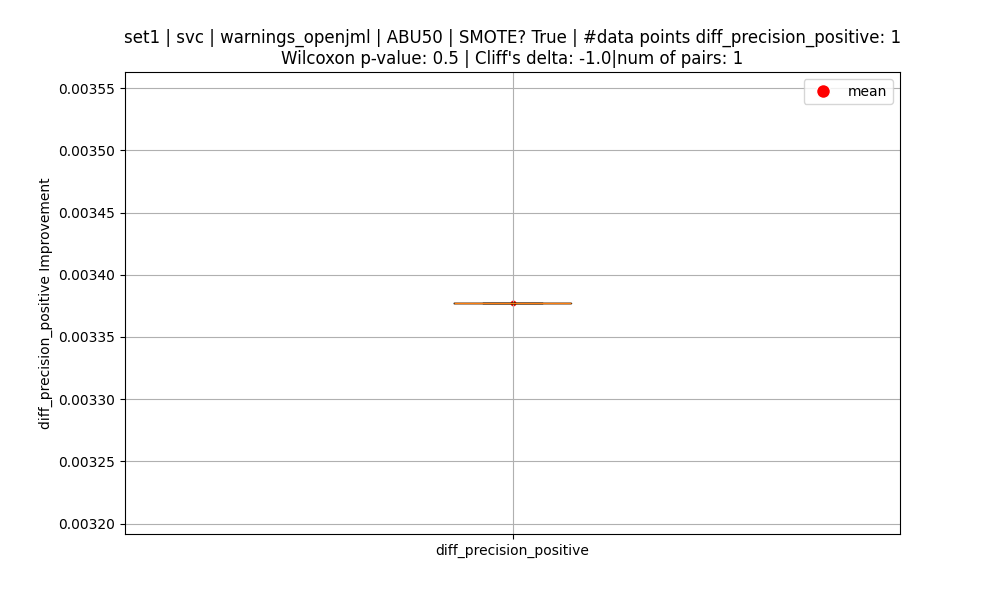 set1 | svc | warnings_openjml | ABU50 | SMOTE? True | #data points diff_precision_positive: 1
Wilcoxon p-value: 0.5 | Cliff's delta: -1.0|num of pairs: 1
mean
diff_precision_positive Improvement
0.00355
0.00350
0.00345
0.00340
0.00335
0.00330
0.00325
0.00320
diff_precision_positive